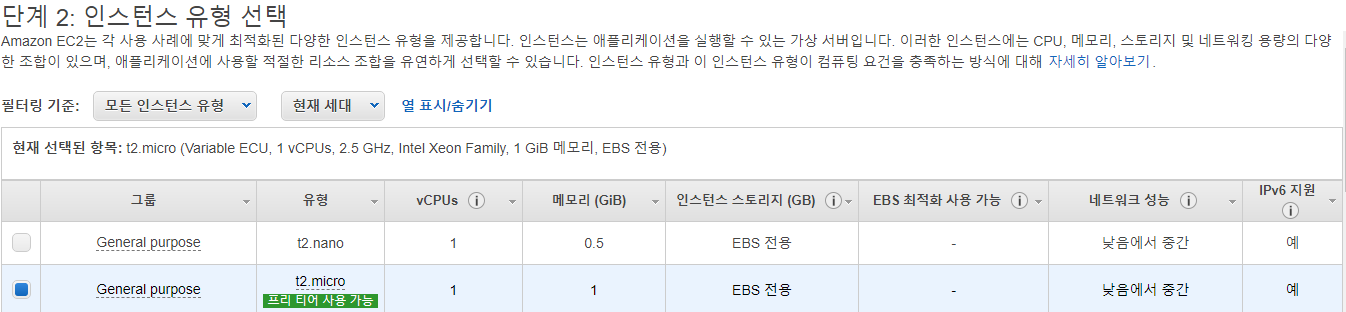 단계 2: 인스턴스 유형 선택
Amazon EC2는 각 사용 사례에 맞게 최적화된 다양한 인스턴스 유형을 제공합니다. 인스턴스는 애플리케이션을 실행할 수 있는 가상 서버입니다. 이러한 인스턴스에는 CPU, 메모리, 스토리지 및 네트워킹 용량의 다양
한 조합이 있으며, 애플리케이션에 사용할 적절한 리소스 조합을 유연하게 선택할 수 있습니다. 인스턴스 유형과 이 인스턴스 유형이 컴퓨팅 요건을 충족하는 방식에 대해 자세히 알아보기.
필터링 기준: 모든 인스턴스 유형 현재 세대 열 표시/숨기기
현재 선택된 항목: t2.micro (Variable ECU, 1 vCPUs, 2.5 GHz, Intel Xeon Family, 1 GiB 메모리, EBS 전용)
그룹 유형 vCPUs 메모리 (GiB) 인스턴스 스토리지 (GB) EBS 최적화 사용 가능 네트워크 성능 IPv6 지원
General purpose t2.nano 1 0.5 EBS 전용 - 낮음에서 중간 예
General purpose t2.micro 1 1 EBS 전용 - 낮음에서 중간 예
프리 티어 사용 가능